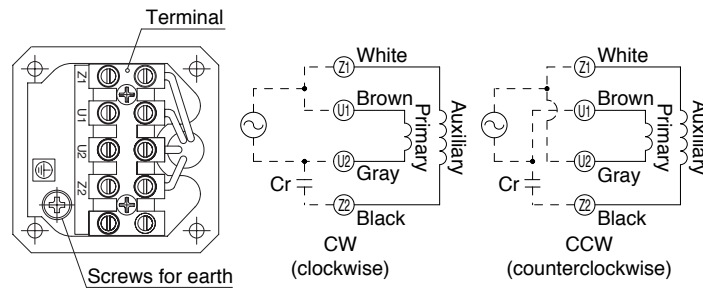 Terminal
Z1
U1
U2
Z2
Screws for earth
Z1
White
U1
Brown
Primary
Auxiliary
U2
Gray
Cr
Z2
Black
CW
(clockwise)
Z1
White
U1
Brown
Primary
Auxiliary
U2
Gray
Cr
Z2
Black
CCW
(counterclockwise)